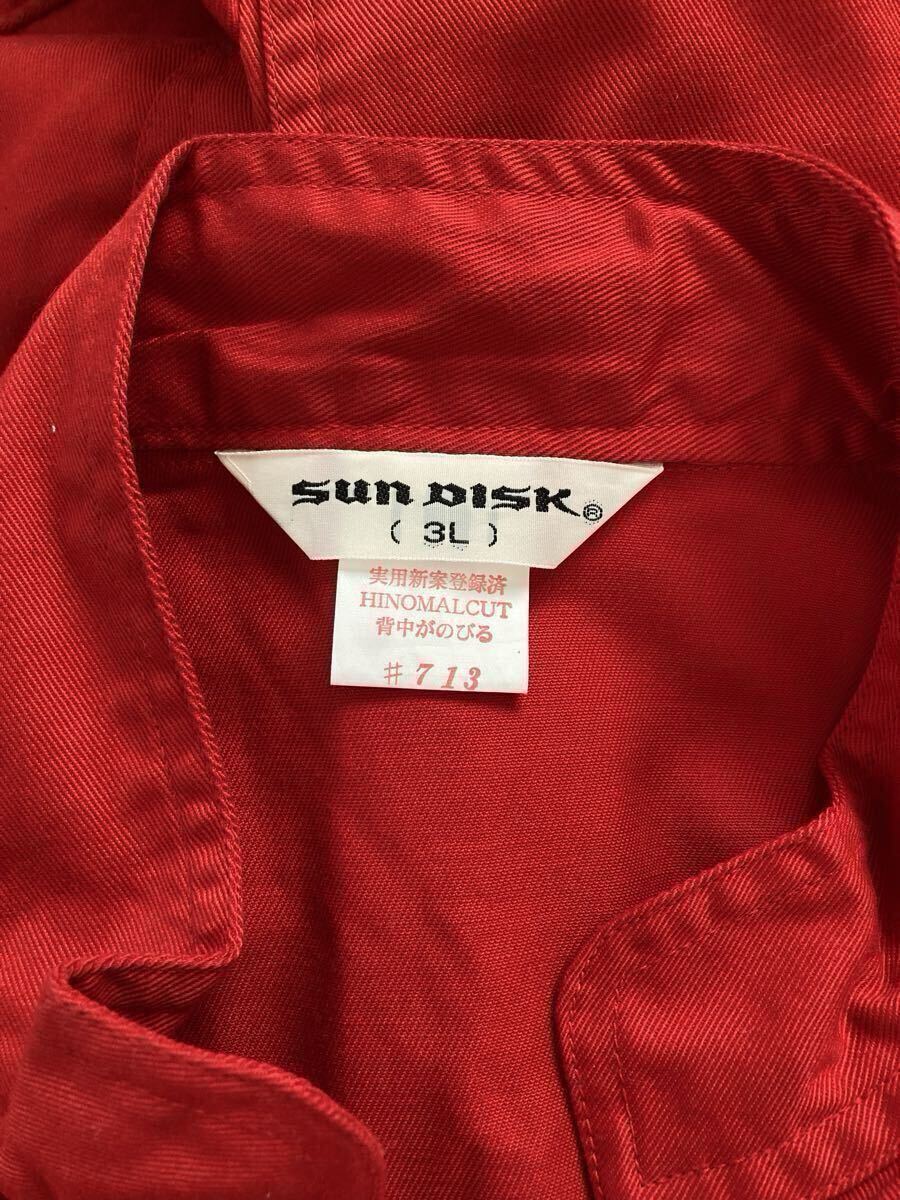 SUN DISK®
( 3L )
実用新案登録済
HINOMALCUT
背中がのびる
#713